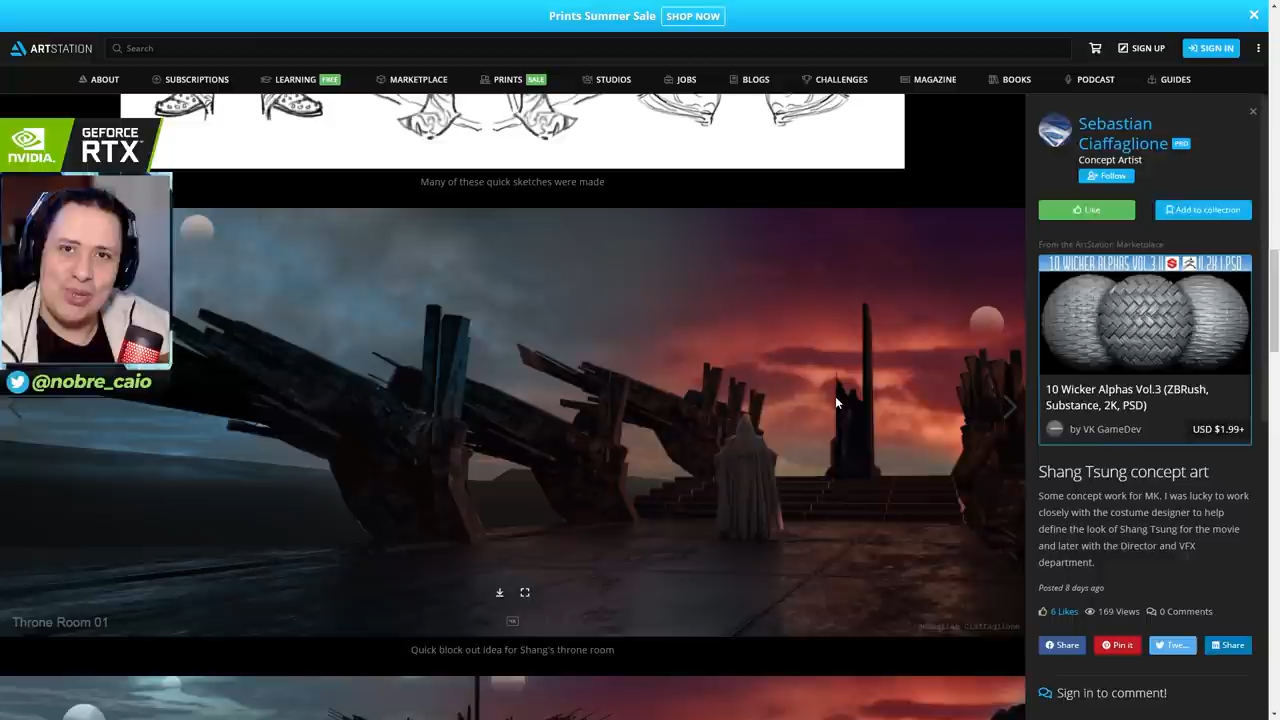 Prints Summer Sale SHOP NOW
ARTSTATION Search SIGN UP SIGN IN
ABOUT SUBSCRIPTIONS LEARNING FREE MARKETPLACE PRINTS SALE STUDIOS JOBS BLOGS CHALLENGES MAGAZINE BOOKS PODCAST GUIDES
NVIDIA.
GEFORCE
RTX
Many of these quick sketches were made
@nobre_caio
Throne Room 01
4K
Sebastian Ciaffaglione
Quick block out idea for Shang's throne room
Sebastian
Ciaffaglione PRO
Concept Artist
Follow
Like Add to collection
From the ArtStation Marketplace
10 WICKER ALPHAS VOL.3 2K PSD
10 Wicker Alphas Vol.3 (ZBRush,
Substance, 2K, PSD)
by VK GameDev USD $1.99+
Shang Tsung concept art
Some concept work for MK. I was lucky to work
closely with the costume designer to help
define the look of Shang Tsung for the movie
and later with the Director and VFX
department.
Posted 8 days ago
6 Likes 169 Views 0 Comments
Share Pin it Twe... Share
Sign in to comment!